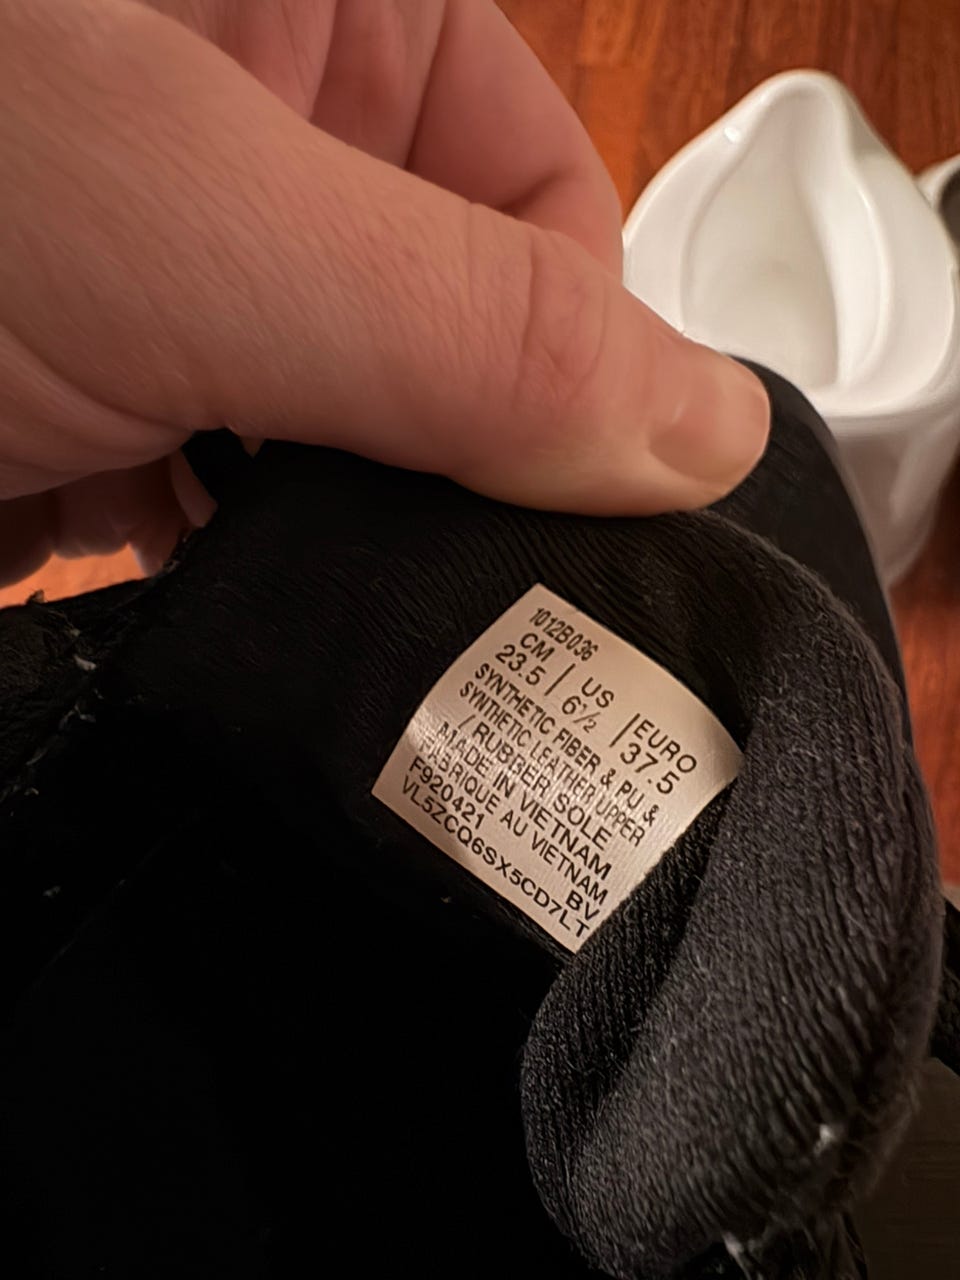 1012B036
CM | US | EURO
23.5 | 6½ | 37.5
SYNTHETIC FIBER & P.U. &
SYNTHETIC LEATHER UPPER
/ RUBBER SOLE
MADE IN VIETNAM
FABRIQUE AU VIETNAM
F920421 BV
VL5ZCQ6SX5CD7LT